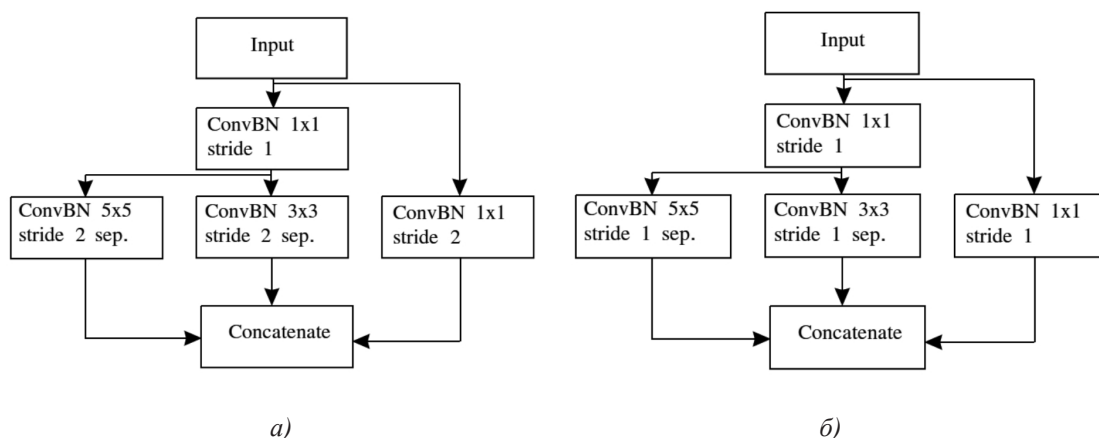 Input
ConvBN 1x1
stride 1
ConvBN 5x5
stride 2 sep.
ConvBN 3x3
stride 2 sep.
ConvBN 1x1
stride 2
Concatenate
а)
Input
ConvBN 1x1
stride 1
ConvBN 5x5
stride 1 sep.
ConvBN 3x3
stride 1 sep.
ConvBN 1x1
stride 1
Concatenate
б)